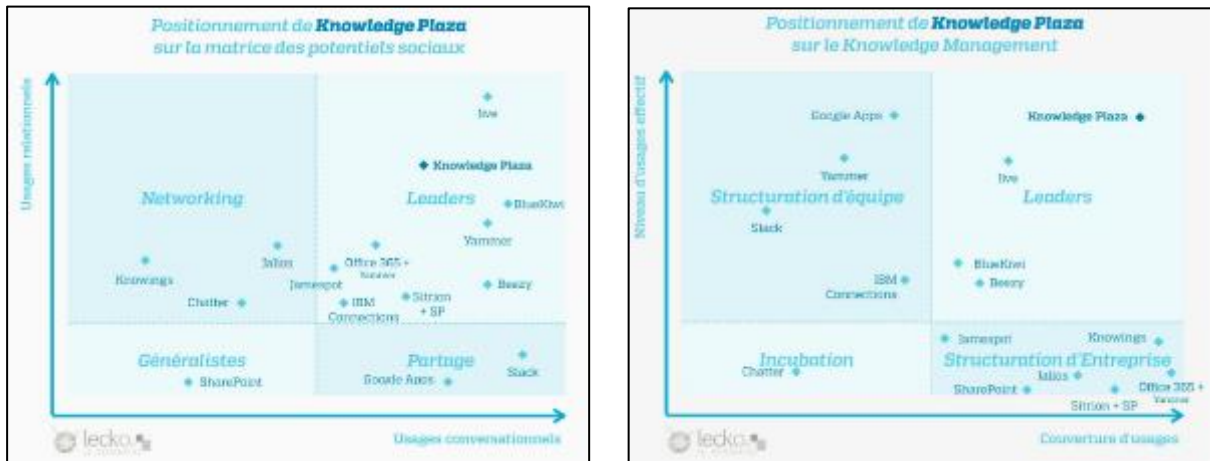 Positionnement de Knowledge Plaza
sur la matrice des potentiels sociaux
Usages relationnels
Jive
Knowledge Plaza
Networking
Leaders
BlueKiwi
Yammer
Jalios
Office 365 +
Yammer
Knowings
Jamespot
Beezy
Chatter
IBM
Connections
Sitrion
+ SP
Généralistes
Partage
Slack
SharePoint
Google Apps
lecko
Usages conversationnels
Positionnement de Knowledge Plaza
sur le Knowledge Management
Niveau d'usages effectif
Google Apps
Knowledge Plaza
Yammer
Jive
Structuration d'équipe
Leaders
Slack
BlueKiwi
IBM
Connections
Beezy
Jamespot
Knowings
Incubation
Structuration d'Entreprise
Chatter
Jalios
SharePoint
Office 365 +
Yammer
Sitrion + SP
lecko
Couverture d'usages